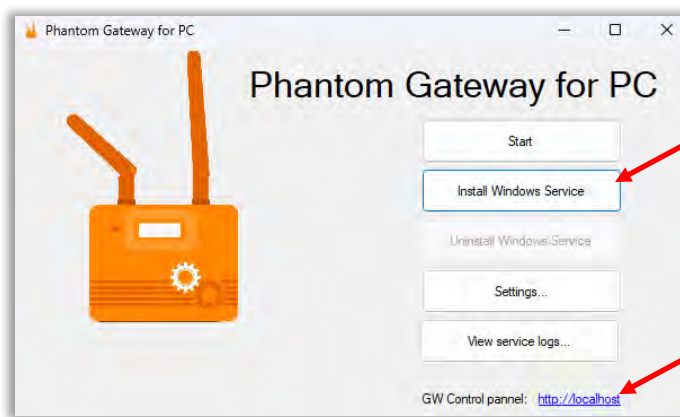 Phantom Gateway for PC
Phantom Gateway for PC
Start
Install Windows Service
Uninstall Windows Service
Settings...
View service logs...
GW Control pannel: http://localhost